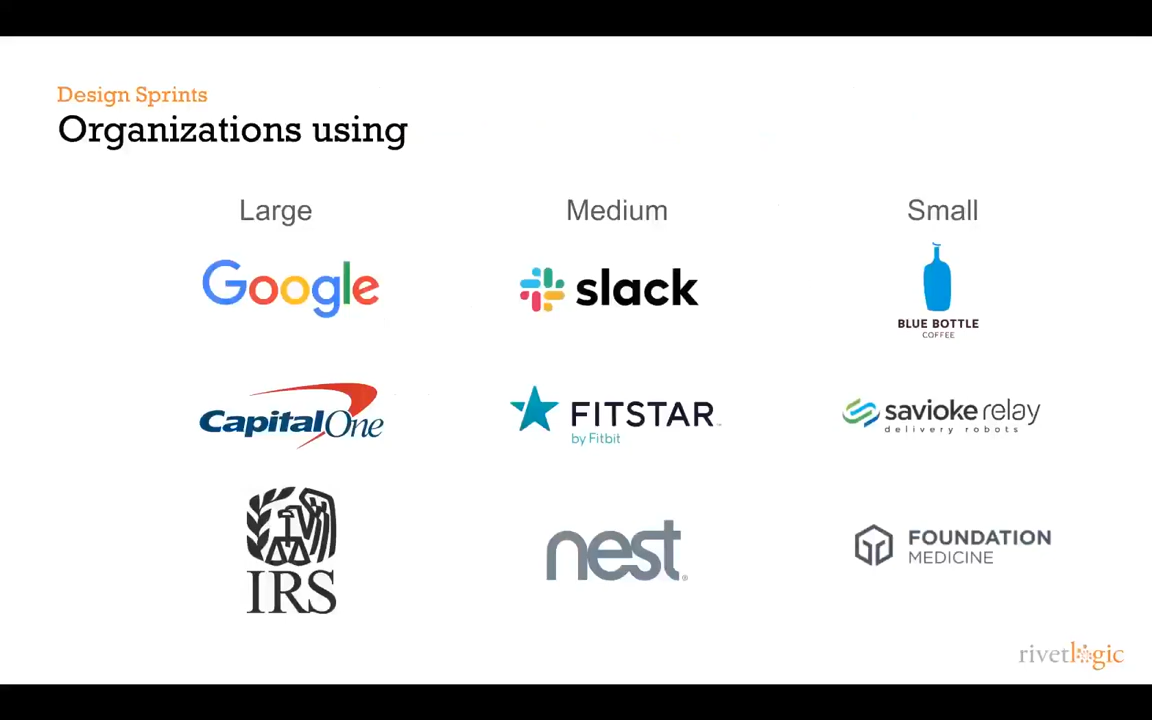 Design Sprints
Organizations using
Large
Medium
Small
Google
slack
BLUE BOTTLE
COFFEE
CapitalOne
FITSTAR™
by Fitbit
savioke relay
delivery robots
IRS
nest®
FOUNDATION
MEDICINE
rivetlogic